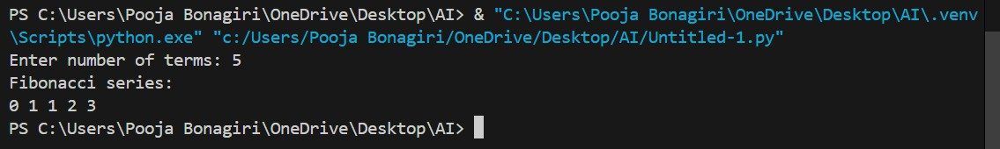 PS C:\Users\Pooja Bonagiri\OneDrive\Desktop\AI> & "C:\Users\Pooja Bonagiri\OneDrive\Desktop\AI\.venv
\Scripts\python.exe" "c:/Users/Pooja Bonagiri/OneDrive/Desktop/AI/Untitled-1.py"
Enter number of terms: 5
Fibonacci series:
0 1 1 2 3
PS C:\Users\Pooja Bonagiri\OneDrive\Desktop\AI>